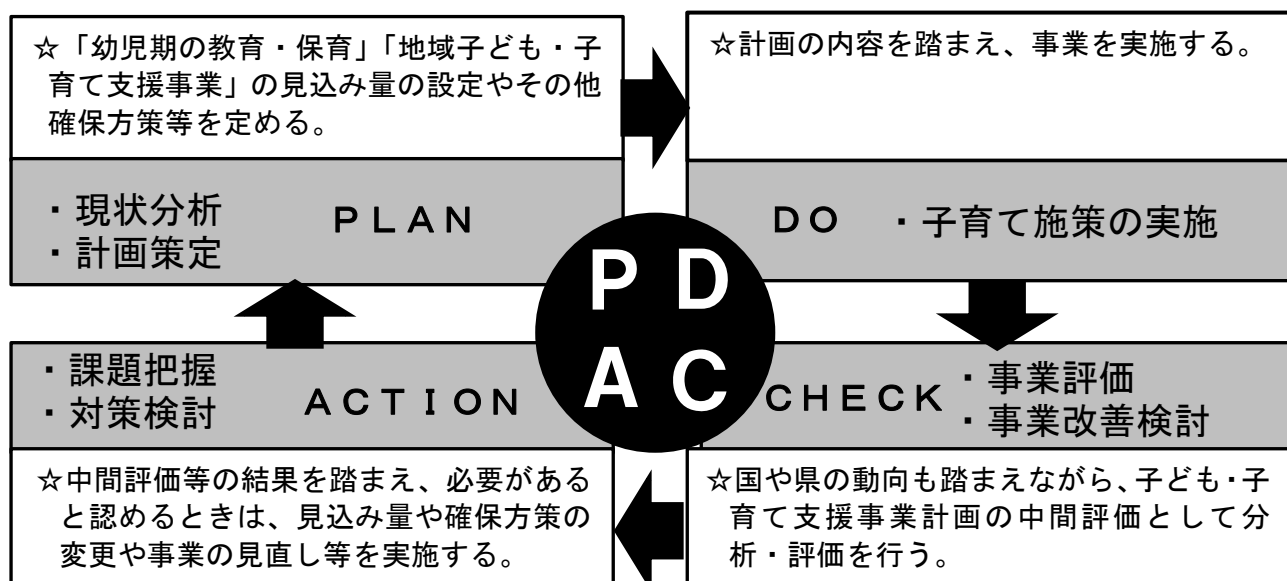 ☆「幼児期の教育・保育」「地域子ども・子
育て支援事業」の見込み量の設定やその他
確保方策等を定める。
・現状分析
・計画策定
ＰＬＡＮ
☆計画の内容を踏まえ、事業を実施する。
ＤＯ ・子育て施策の実施
P D
A C
・課題把握
・対策検討
ＡＣＴＩＯＮ
☆中間評価等の結果を踏まえ、必要がある
と認めるときは、見込み量や確保方策の
変更や事業の見直し等を実施する。
ＣＨＥＣＫ
・事業評価
・事業改善検討
☆国や県の動向も踏まえながら、子ども・子
育て支援事業計画の中間評価として分
析・評価を行う。